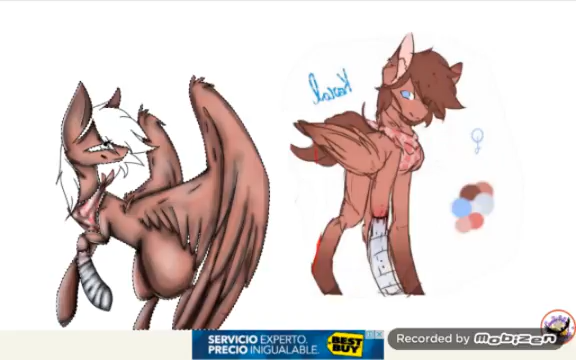 SERVICIO EXPERTO.
PRECIO INIGUALABLE.
BEST
BUY
Recorded by mobizen